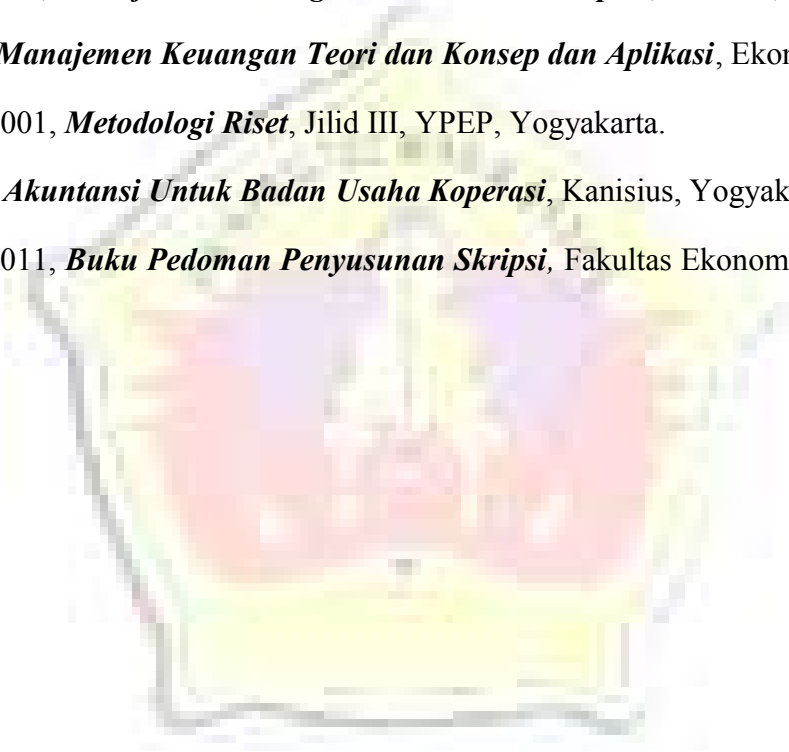 Manajemen Keuangan Teori dan Konsep dan Aplikasi, Ekon
001, Metodologi Riset, Jilid III, YPEP, Yogyakarta.
Akuntansi Untuk Badan Usaha Koperasi, Kanisius, Yogyak
011, Buku Pedoman Penyusunan Skripsi, Fakultas Ekonom